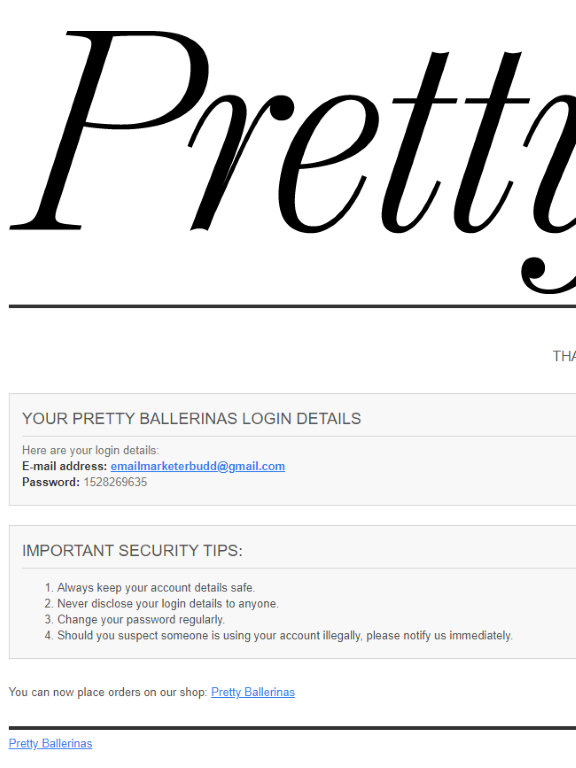 Pretty
THA
YOUR PRETTY BALLERINAS LOGIN DETAILS
Here are your login details:
E-mail address: emailmarketerbudd@gmail.com
Password: 1528269635
IMPORTANT SECURITY TIPS:
1. Always keep your account details safe.
2. Never disclose your login details to anyone.
3. Change your password regularly.
4. Should you suspect someone is using your account illegally, please notify us immediately.
You can now place orders on our shop: Pretty Ballerinas
Pretty Ballerinas